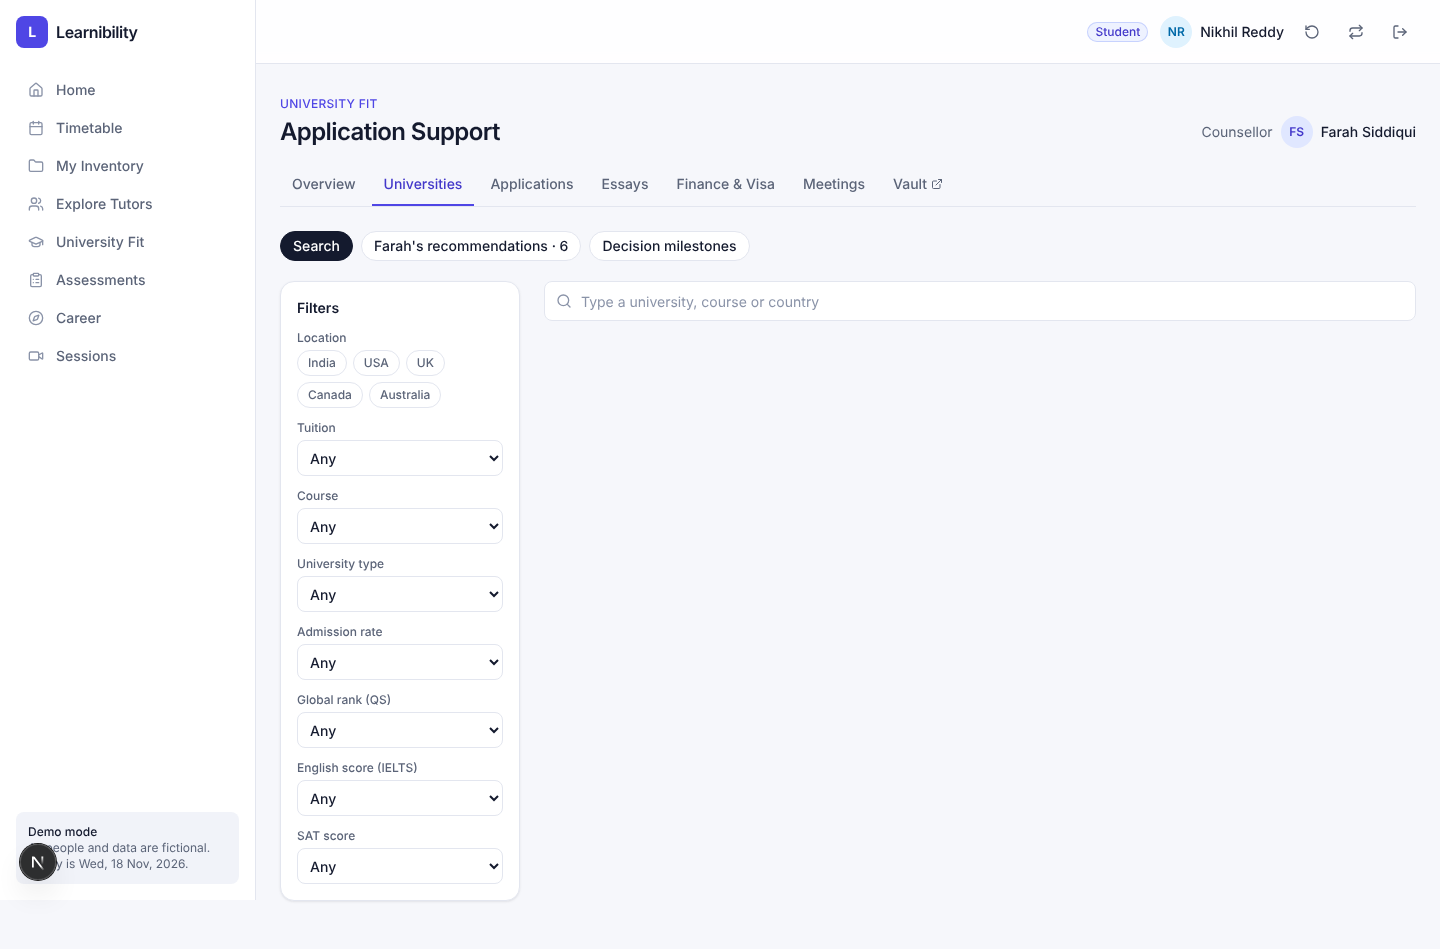 L Learnibility
Home
Timetable
My Inventory
Explore Tutors
University Fit
Assessments
Career
Sessions
Demo mode
people and data are fictional.
is Wed, 18 Nov, 2026.
N
Student NR Nikhil Reddy
UNIVERSITY FIT
Application Support
Counsellor FS Farah Siddiqui
Overview Universities Applications Essays Finance & Visa Meetings Vault
Search Farah's recommendations · 6 Decision milestones
Filters
Location
India USA UK
Canada Australia
Tuition
Any
Course
Any
University type
Any
Admission rate
Any
Global rank (QS)
Any
English score (IELTS)
Any
SAT score
Any
Type a university, course or country